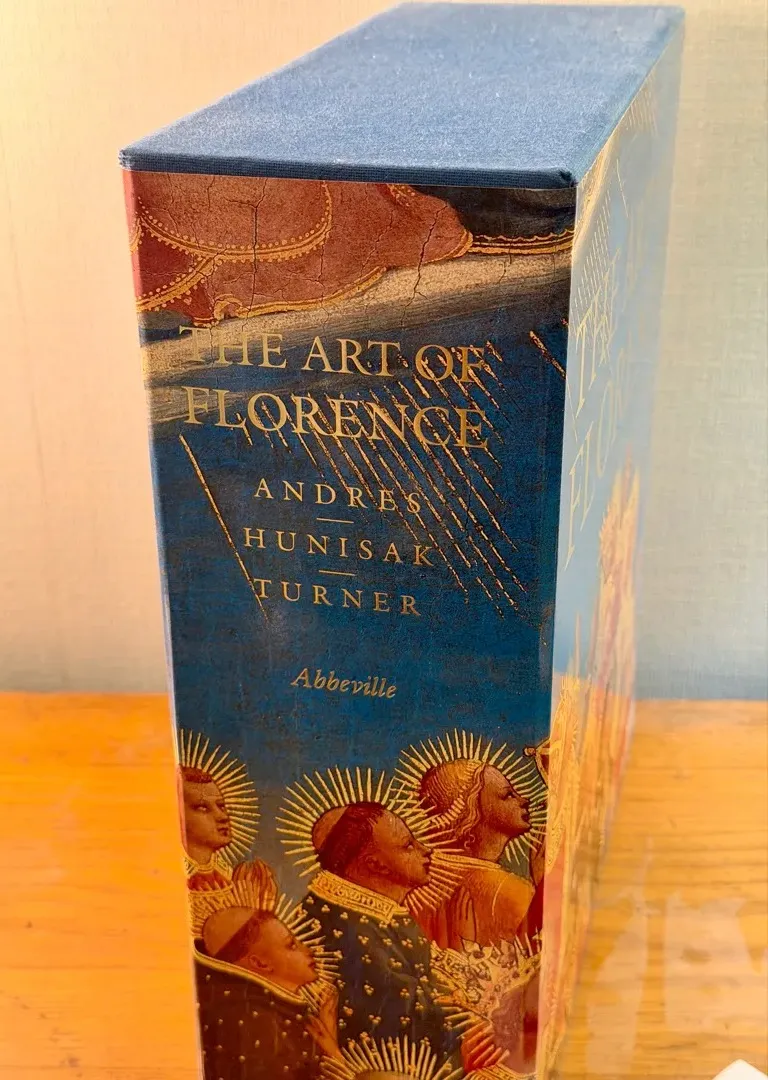 THE ART OF
FLORENCE
ANDRES
HUNISAK
TURNER
Abbeville